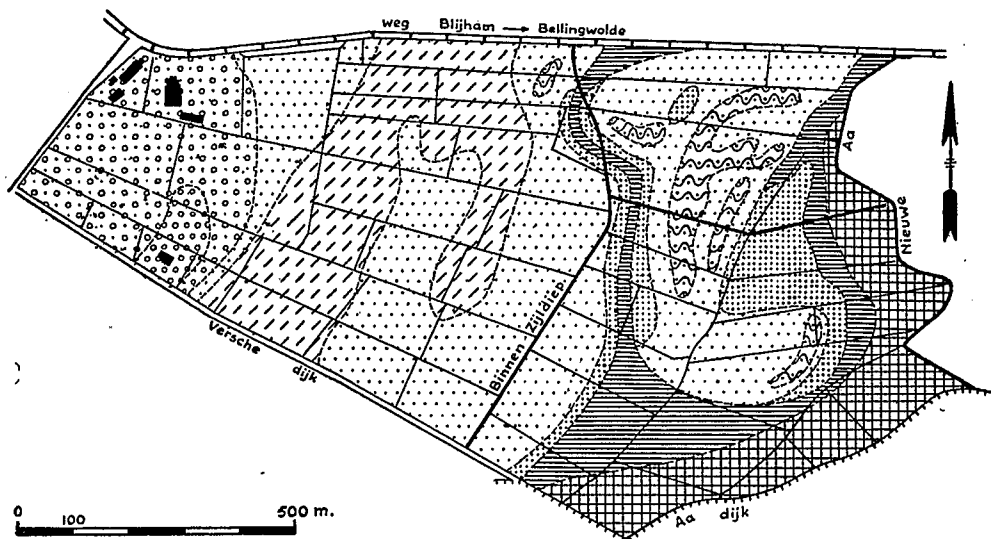 weg Blijham → Bellingwolde
Aa
Nieuwe
Binnen Zijldiep
Versche
dijk
Aa dijk
0 100 500 m.